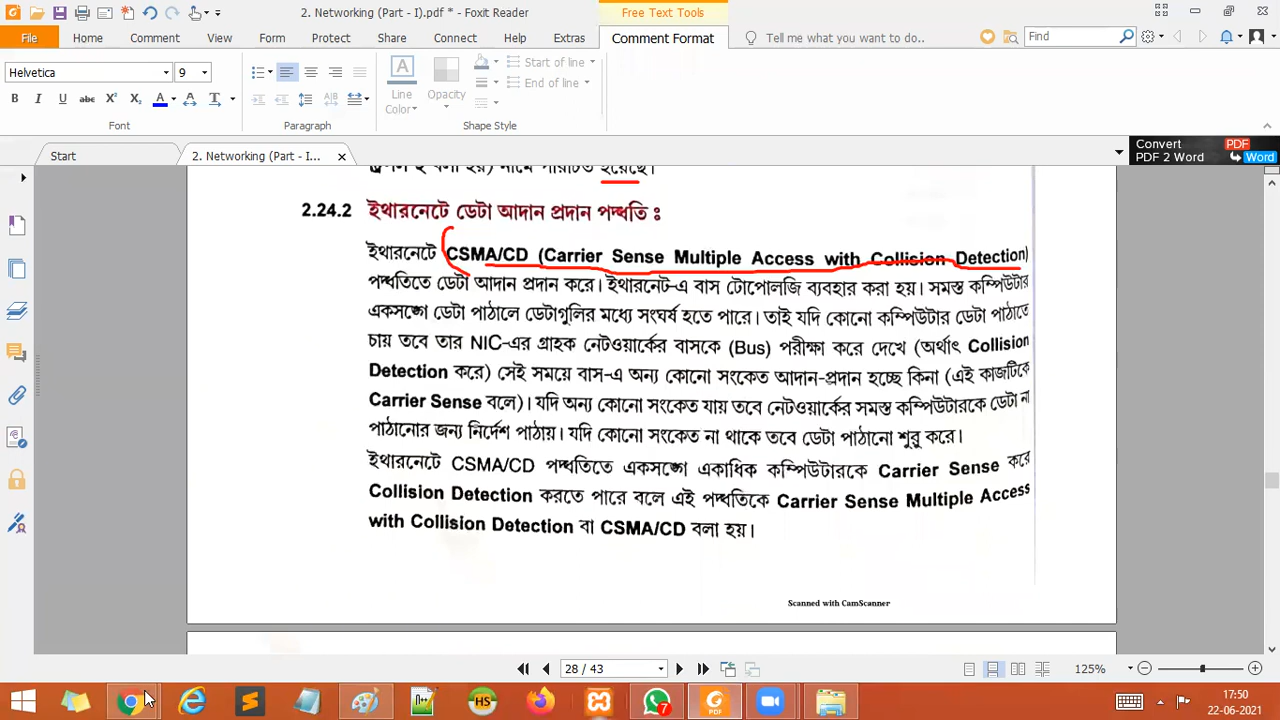 2. Networking (Part - I).pdf * - Foxit Reader
Free Text Tools
File Home Comment View Form Protect Share Connect Help Extras Comment Format Tell me what you want to do.. Find
Helvetica 9
Start of line
End of line
Line Color
Opacity
Font Paragraph Shape Style
Start
2. Networking (Part - I...
Convert PDF
PDF 2 Word Word
হয়েছে।
2.24.2 ইথারনেটে ডেটা আদান প্রদান পদ্ধতি ঃ
ইথারনেটে CSMA/CD (Carrier Sense Multiple Access with Collision Detection)
পদ্ধতিতে ডেটা আদান প্রদান করে। ইথারনেট-এ বাস টোপোলজি ব্যবহার করা হয়। সমস্ত কম্পিউটার
একসঙ্গে ডেটা পাঠালে ডেটাগুলির মধ্যে সংঘর্ষ হতে পারে। তাই যদি কোনো কম্পিউটার ডেটা পাঠাতে
চায় তবে তার NIC-এর গ্রাহক নেটওয়ার্কের বাসকে (Bus) পরীক্ষা করে দেখে (অর্থাৎ Collision
Detection করে) সেই সময়ে বাস-এ অন্য কোনো সংকেত আদান-প্রদান হচ্ছে কিনা (এই কাজটিকে
Carrier Sense বলে)। যদি অন্য কোনো সংকেত যায় তবে নেটওয়ার্কের সমস্ত কম্পিউটারকে ডেটা না
পাঠানোর জন্য নির্দেশ পাঠায়। যদি কোনো সংকেত না থাকে তবে ডেটা পাঠানো শুরু করে।
ইথারনেটে CSMA/CD পদ্ধতিতে একসঙ্গে একাধিক কম্পিউটারকে Carrier Sense করে
Collision Detection করতে পারে বলে এই পদ্ধতিকে Carrier Sense Multiple Access
with Collision Detection বা CSMA/CD বলা হয়।
Scanned with CamScanner
28 / 43
125%
17:50
22-06-2021